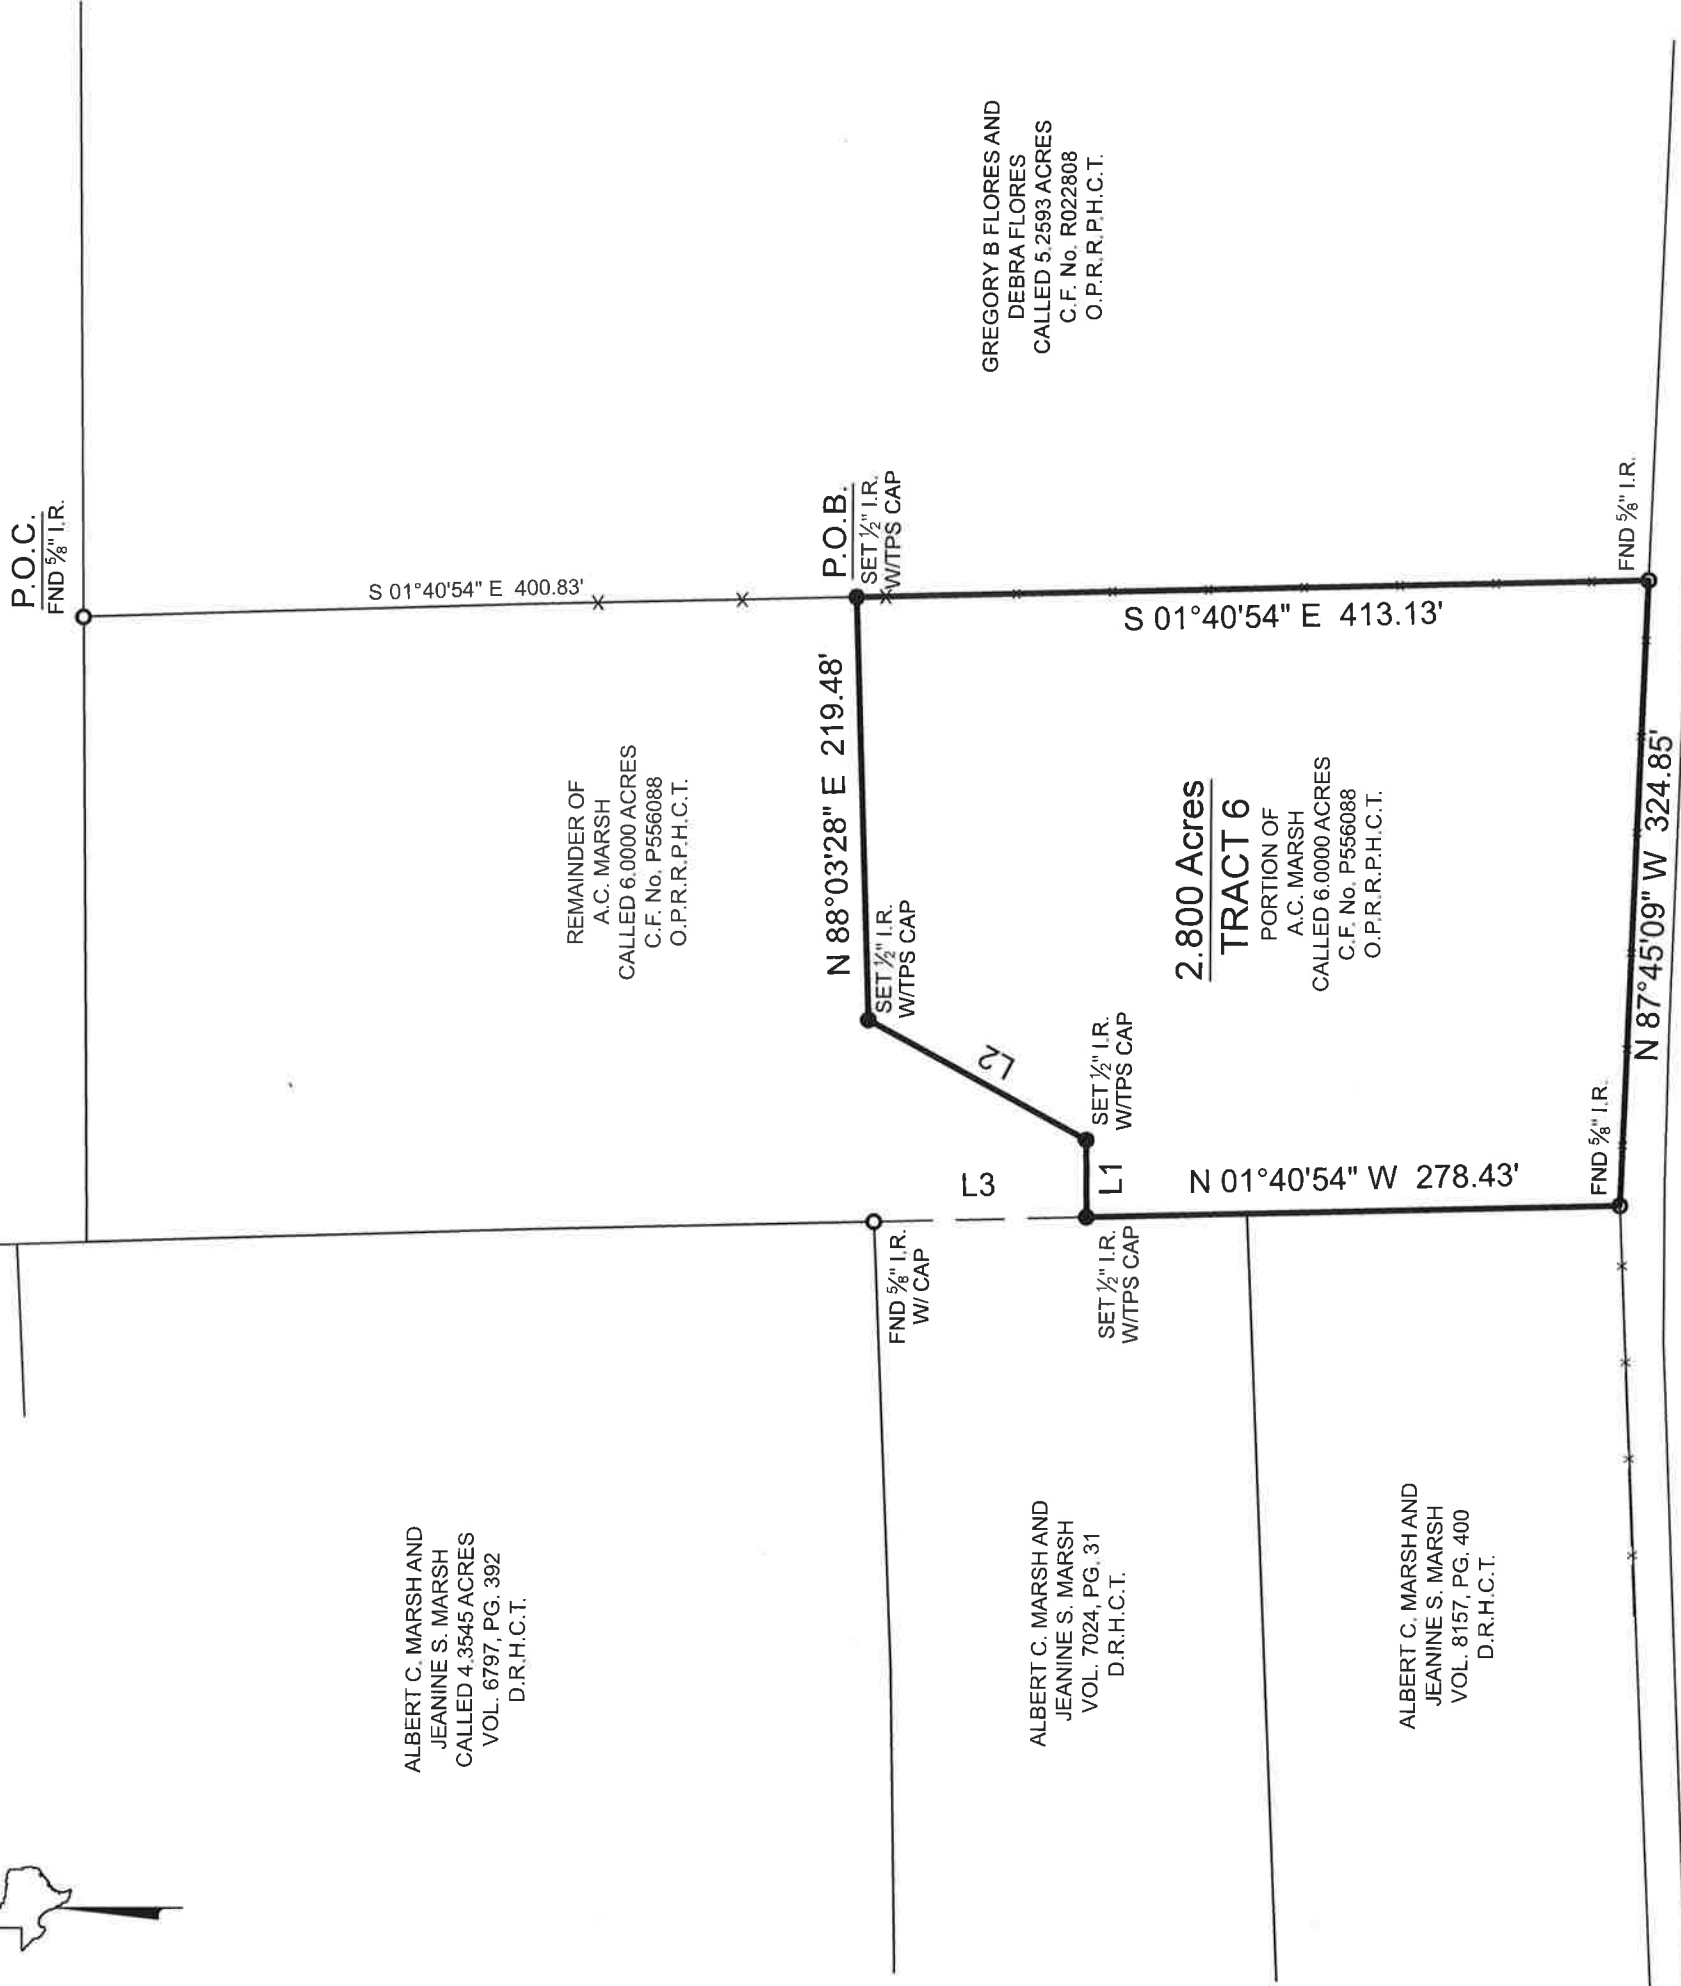 P.O.C.
FND 5/8" I.R.
S 01°40'54" E 400.83'
P.O.B.
SET 1/2" I.R.
W/TPS CAP
GREGORY B FLORES AND
DEBRA FLORES
CALLED 5.2593 ACRES
C.F. No. R022808
O.P.R.R.P.H.C.T.
REMAINDER OF
A.C. MARSH
CALLED 6.0000 ACRES
C.F. No. P556088
O.P.R.R.P.H.C.T.
N 88°03'28" E 219.48'
SET 1/2" I.R.
W/TPS CAP
S 01°40'54" E 413.13'
FND 5/8" I.R.
2.800 Acres
TRACT 6
PORTION OF
A.C. MARSH
CALLED 6.0000 ACRES
C.F. No. P556088
O.P.R.R.P.H.C.T.
L2
SET 1/2" I.R.
W/TPS CAP
L3
L1
N 01°40'54" W 278.43'
FND 5/8" I.R.
N 87°45'09" W 324.85'
FND 5/8" I.R.
W/ CAP
SET 1/2" I.R.
W/TPS CAP
ALBERT C. MARSH AND
JEANINE S. MARSH
CALLED 4.3545 ACRES
VOL. 6797, PG. 392
D.R.H.C.T.
ALBERT C. MARSH AND
JEANINE S. MARSH
VOL. 7024, PG. 31
D.R.H.C.T.
ALBERT C. MARSH AND
JEANINE S. MARSH
VOL. 8157, PG. 400
D.R.H.C.T.